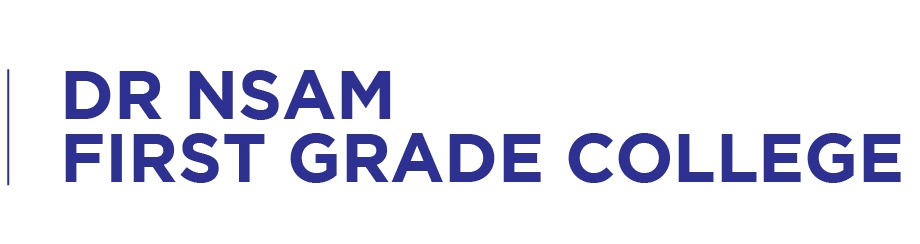 DR NSAM
FIRST GRADE COLLEGE